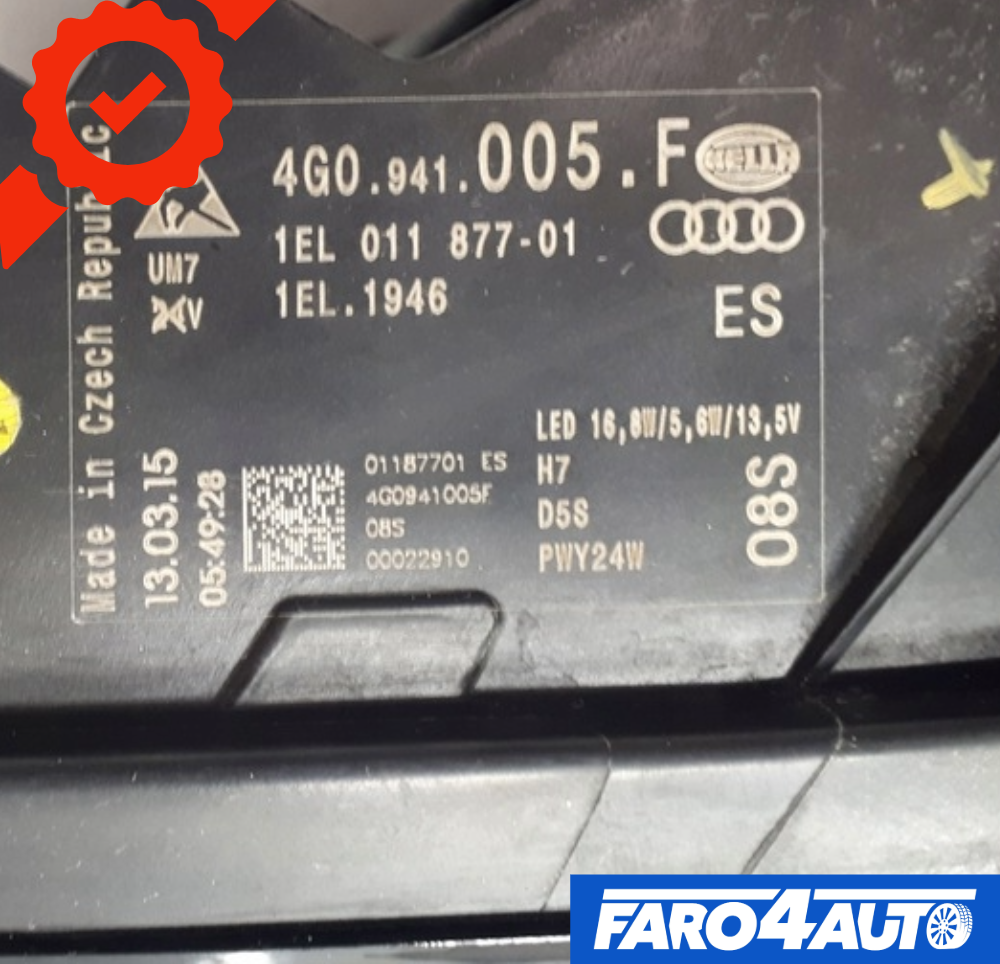 4G0.941.005.F
HELLA
1EL 011 877-01
1EL.1946
ES
UM7
Made in Czech Republic
13.03.15
05:49:28
01187701 ES
4G0941005F
08S
00022910
LED 16,8W/5,6W/13,5V
H7
D5S
PWY24W
08S
FARO4AUTO